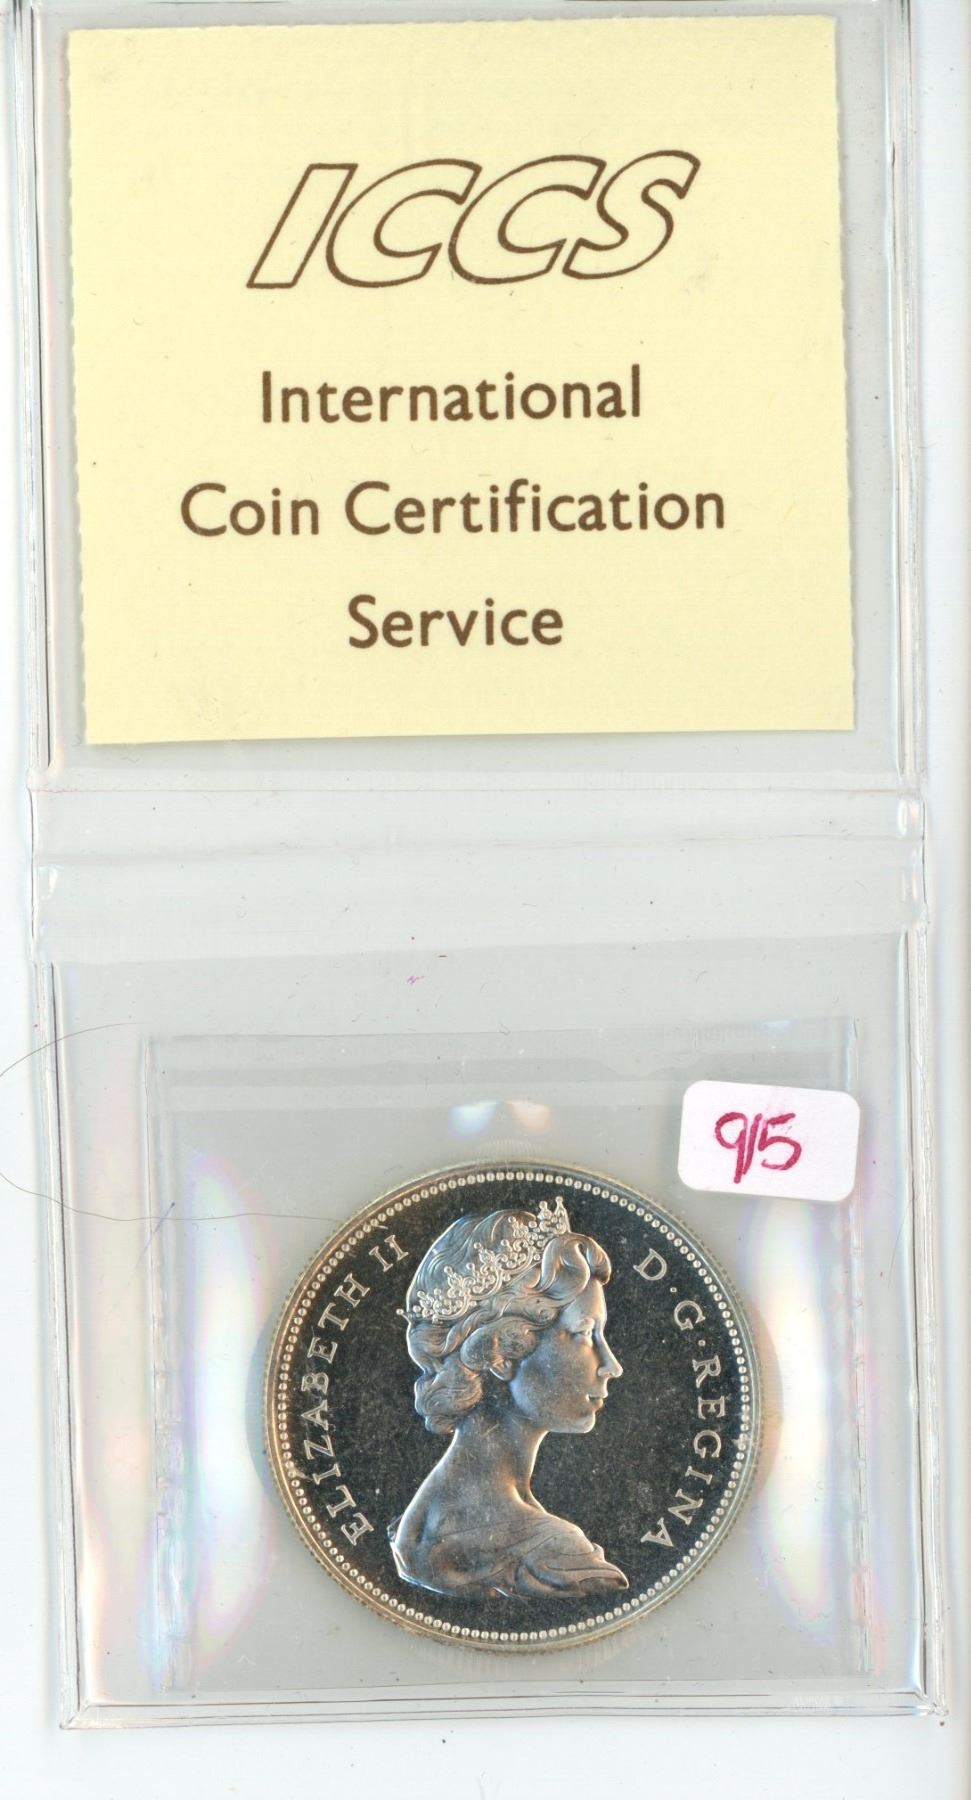 ICCS
International
Coin Certification
Service
915
ELIZABETH II D·G·REGINA